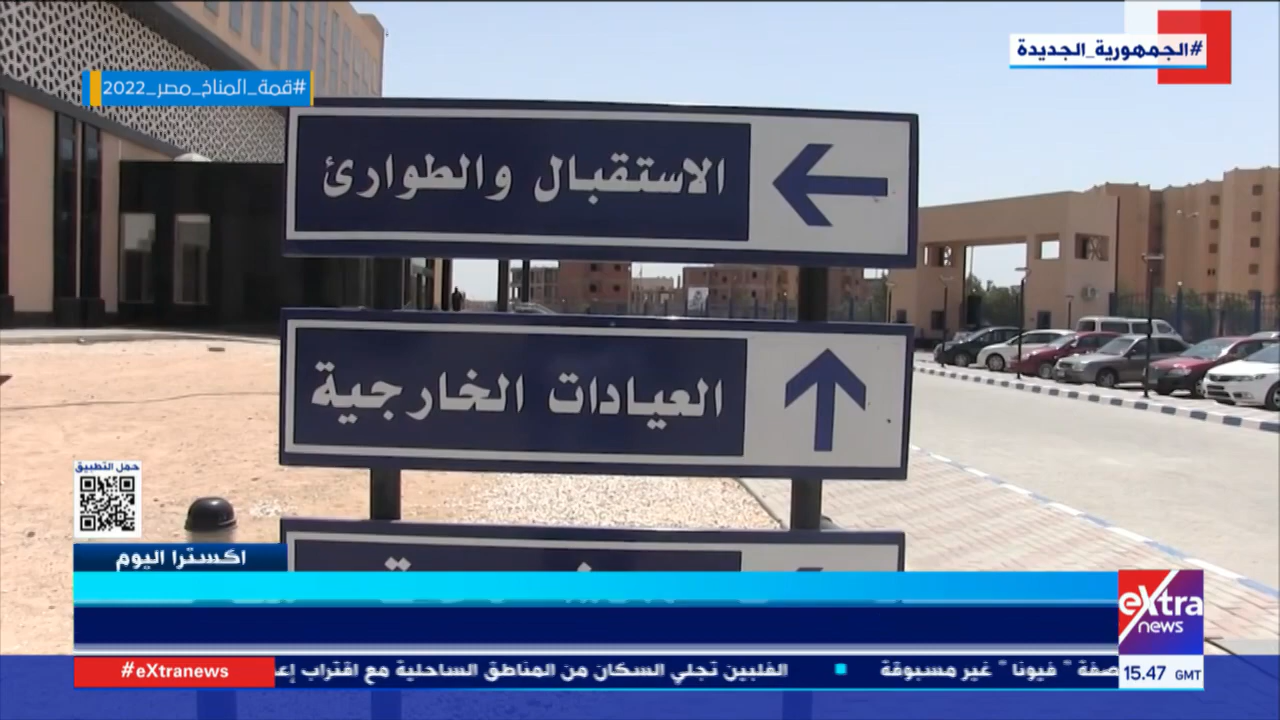 #الجمهورية_الجديدة
#قمة_المناخ_مصر_2022
الاستقبال والطوارئ
العيادات الخارجية
حمل التطبيق
اكسترا اليوم
eXtra
news
#eXtranews
" فيونا " غير مسبوقة
الفلبين تجلي السكان من المناطق الساحلية مع اقتراب
15.47 GMT